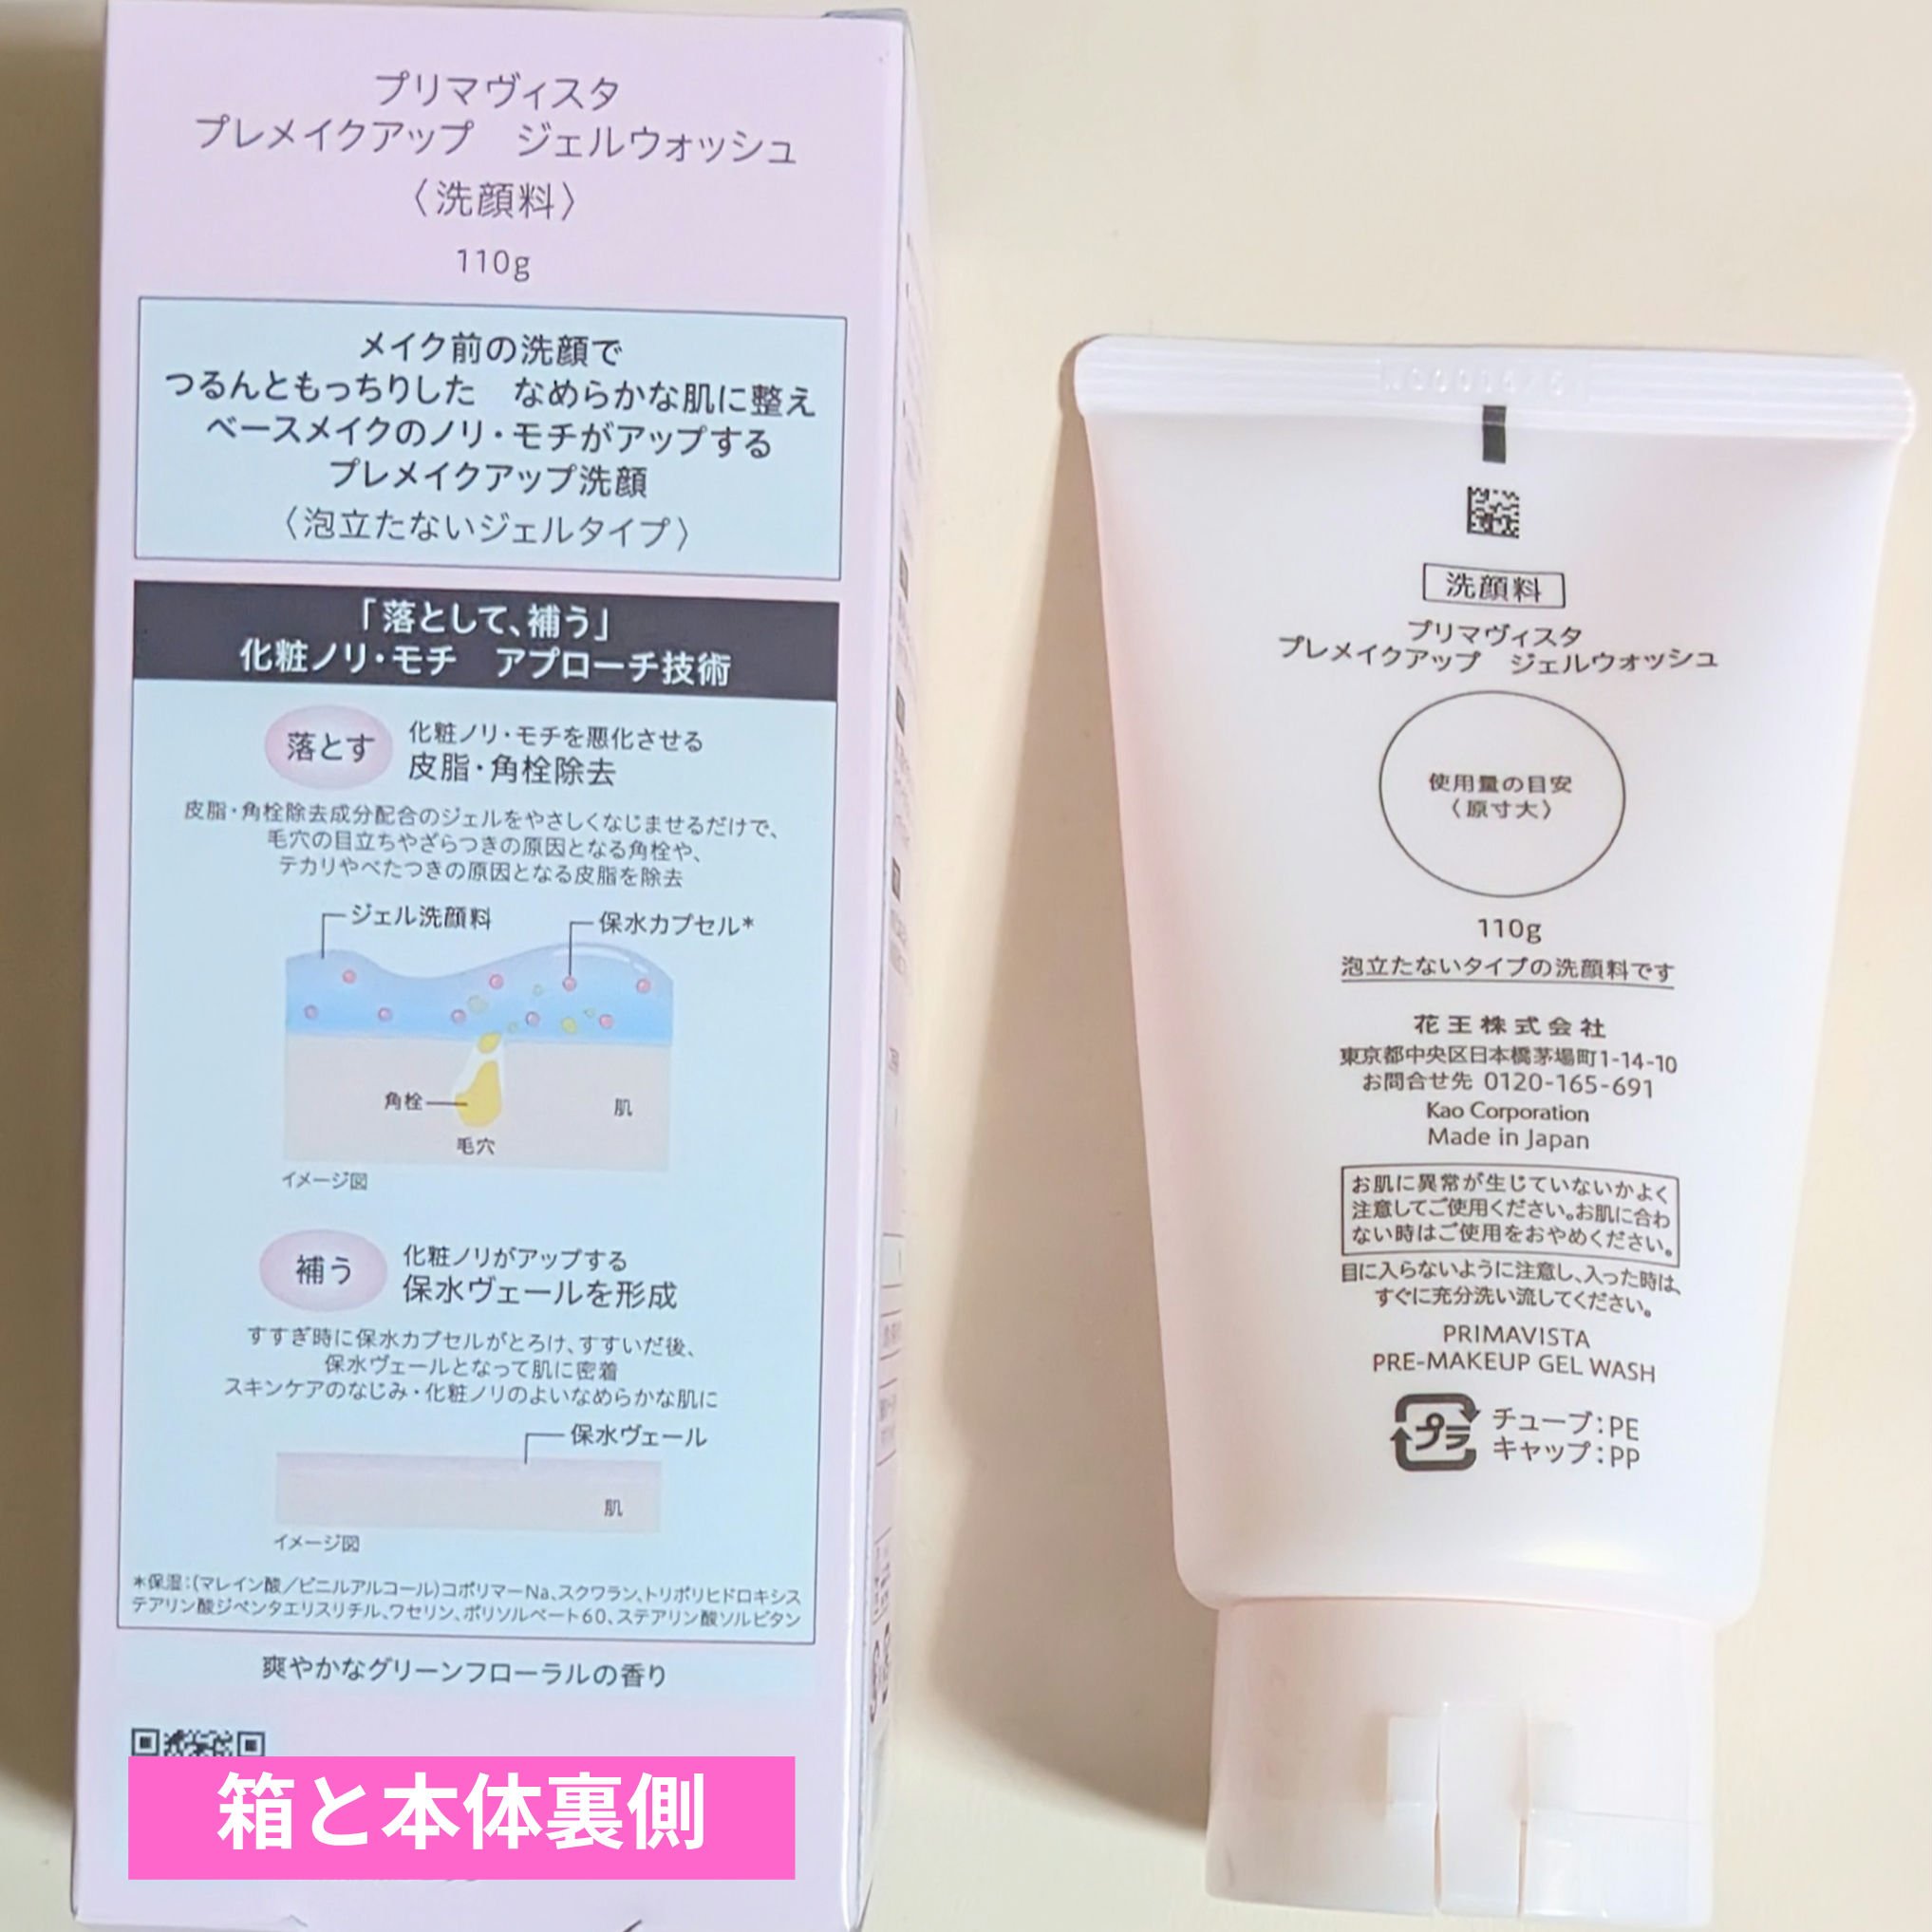 プリマヴィスタ
プレメイクアップ　ジェルウォッシュ
〈洗顔料〉
110g
メイク前の洗顔で
つるんともっちりした　なめらかな肌に整え
ベースメイクのノリ・モチがアップする
プレメイクアップ洗顔
〈泡立たないジェルタイプ〉
「落として、補う」
化粧ノリ・モチ　アプローチ技術
落とす
化粧ノリ・モチを悪化させる
皮脂・角栓除去
皮脂・角栓除去成分配合のジェルをやさしくなじませるだけで、
毛穴の目立ちやざらつきの原因となる角栓や、
テカリやべたつきの原因となる皮脂を除去
ジェル洗顔料
保水カプセル*
角栓
肌
毛穴
イメージ図
補う
化粧ノリがアップする
保水ヴェールを形成
すすぎ時に保水カプセルがとろけ、すすいだ後、
保水ヴェールとなって肌に密着
スキンケアのなじみ・化粧ノリのよいなめらかな肌に
保水ヴェール
肌
イメージ図
*保湿:(マレイン酸/ビニルアルコール)コポリマーNa、スクワラン、トリポリヒドロキシス
テアリン酸ジペンタエリスリチル、ワセリン、ポリソルベート60、ステアリン酸ソルビタン
爽やかなグリーンフローラルの香り
箱と本体裏側
洗顔料
プリマヴィスタ
プレメイクアップ　ジェルウォッシュ
使用量の目安
〈原寸大〉
110g
泡立たないタイプの洗顔料です
花王株式会社
東京都中央区日本橋茅場町1-14-10
お問合せ先 0120-165-691
Kao Corporation
Made in Japan
お肌に異常が生じていないかよく
注意してご使用ください。お肌に合わ
ない時はご使用をおやめください。
目に入らないように注意し、入った時は、
すぐに充分洗い流してください。
PRIMAVISTA
PRE-MAKEUP GEL WASH
プラ
チューブ:PE
キャップ:PP